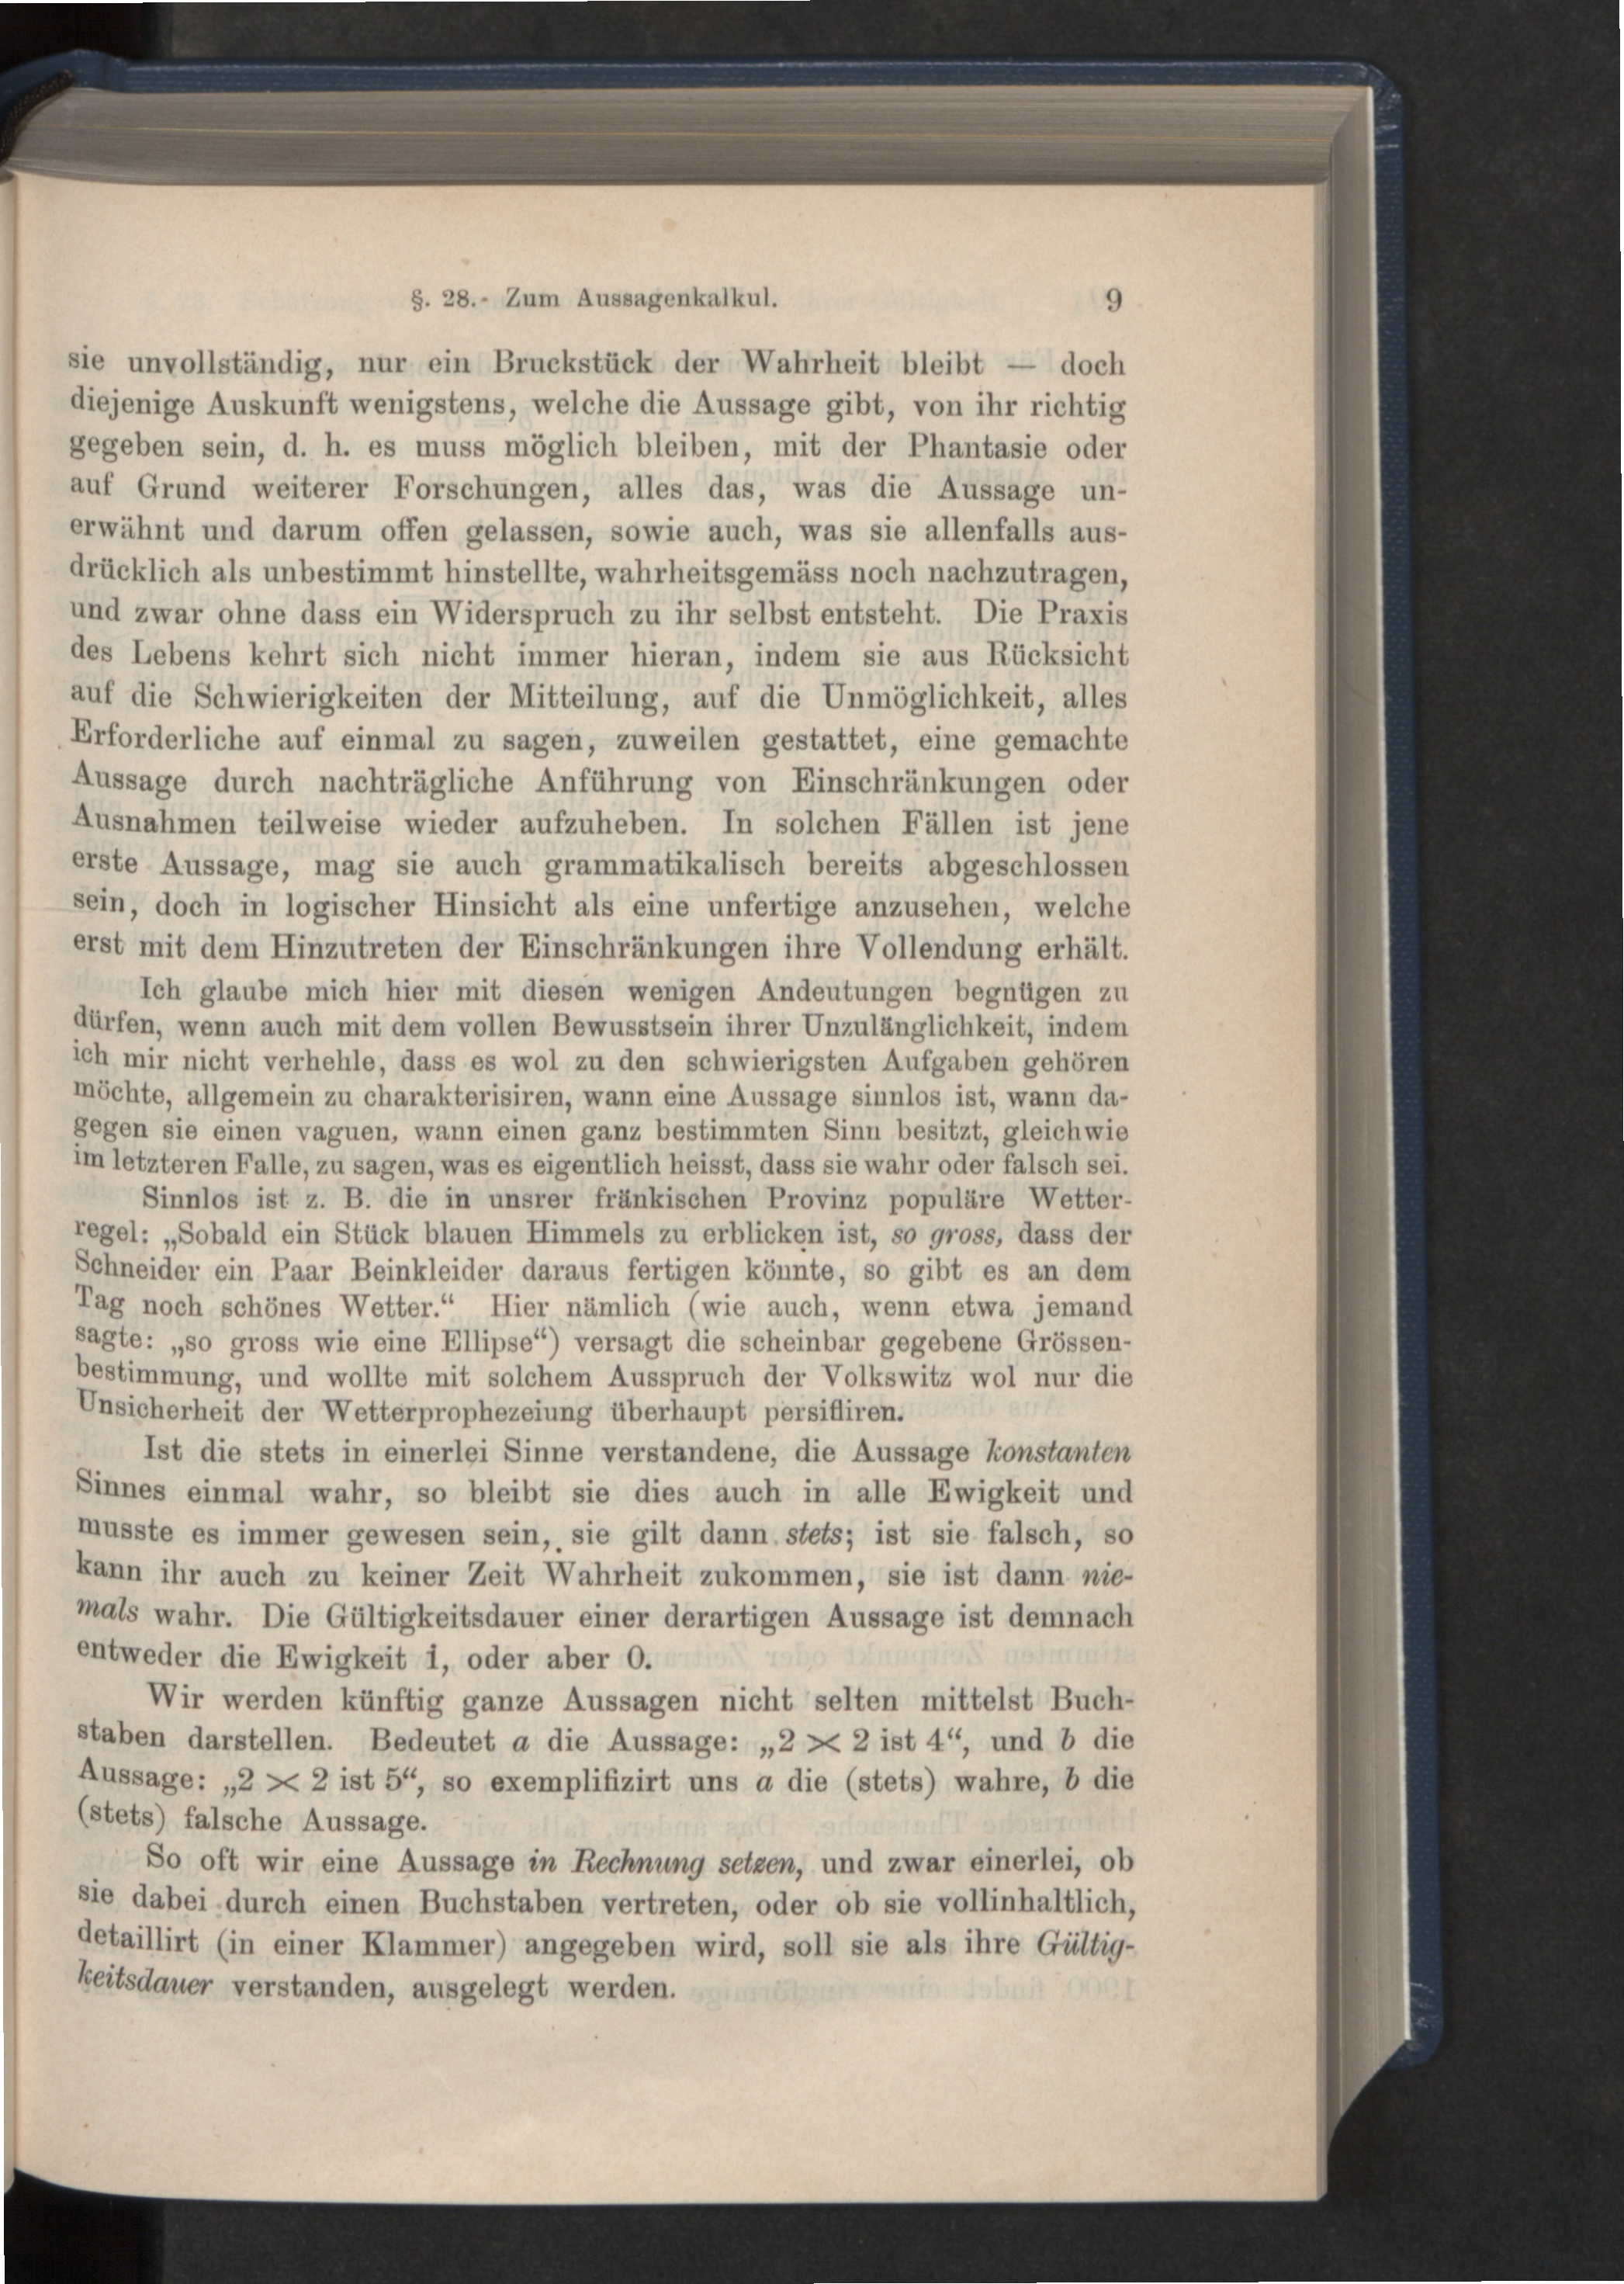 §. 28. Zum Aussagenkalkul. 9
sie unvollständig, nur ein Bruckstück der Wahrheit bleibt — doch
diejenige Auskunft wenigstens, welche die Aussage gibt, von ihr richtig
gegeben sein, d. h. es muss möglich bleiben, mit der Phantasie oder
auf Grund weiterer Forschungen, alles das, was die Aussage un-
erwähnt und darum offen gelassen, sowie auch, was sie allenfalls aus-
drücklich als unbestimmt hinstellte, wahrheitsgemäss noch nachzutragen,
und zwar ohne dass ein Widerspruch zu ihr selbst entsteht. Die Praxis
des Lebens kehrt sich nicht immer hieran, indem sie aus Rücksicht
auf die Schwierigkeiten der Mitteilung, auf die Unmöglichkeit, alles
Erforderliche auf einmal zu sagen, zuweilen gestattet, eine gemachte
Aussage durch nachträgliche Anführung von Einschränkungen oder
Ausnahmen teilweise wieder aufzuheben. In solchen Fällen ist jene
erste Aussage, mag sie auch grammatikalisch bereits abgeschlossen
sein, doch in logischer Hinsicht als eine unfertige anzusehen, welche
erst mit dem Hinzutreten der Einschränkungen ihre Vollendung erhält.
Ich glaube mich hier mit diesen wenigen Andeutungen begnügen zu
dürfen, wenn auch mit dem vollen Bewusstsein ihrer Unzulänglichkeit, indem
ich mir nicht verhehle, dass es wol zu den schwierigsten Aufgaben gehören
möchte, allgemein zu charakterisiren, wann eine Aussage sinnlos ist, wann da-
gegen sie einen vaguen, wann einen ganz bestimmten Sinn besitzt, gleichwie
im letzteren Falle, zu sagen, was es eigentlich heisst, dass sie wahr oder falsch sei.
Sinnlos ist z. B. die in unsrer fränkischen Provinz populäre Wetter-
regel: „Sobald ein Stück blauen Himmels zu erblicken ist, so gross, dass der
Schneider ein Paar Beinkleider daraus fertigen könnte, so gibt es an dem
Tag noch schönes Wetter.“ Hier nämlich (wie auch, wenn etwa jemand
sagte: „so gross wie eine Ellipse“) versagt die scheinbar gegebene Grössen-
bestimmung, und wollte mit solchem Ausspruch der Volkswitz wol nur die
Unsicherheit der Wetterprophezeiung überhaupt persifliren.
Ist die stets in einerlei Sinne verstandene, die Aussage konstanten
Sinnes einmal wahr, so bleibt sie dies auch in alle Ewigkeit und
musste es immer gewesen sein, sie gilt dann stets; ist sie falsch, so
kann ihr auch zu keiner Zeit Wahrheit zukommen, sie ist dann nie-
mals wahr. Die Gültigkeitsdauer einer derartigen Aussage ist demnach
entweder die Ewigkeit i, oder aber 0.
Wir werden künftig ganze Aussagen nicht selten mittelst Buch-
staben darstellen. Bedeutet a die Aussage: „2 × 2 ist 4“, und b die
Aussage: „2 × 2 ist 5“, so exemplifizirt uns a die (stets) wahre, b die
(stets) falsche Aussage.
So oft wir eine Aussage in Rechnung setzen, und zwar einerlei, ob
sie dabei durch einen Buchstaben vertreten, oder ob sie vollinhaltlich,
detaillirt (in einer Klammer) angegeben wird, soll sie als ihre Gültig-
keitsdauer verstanden, ausgelegt werden.